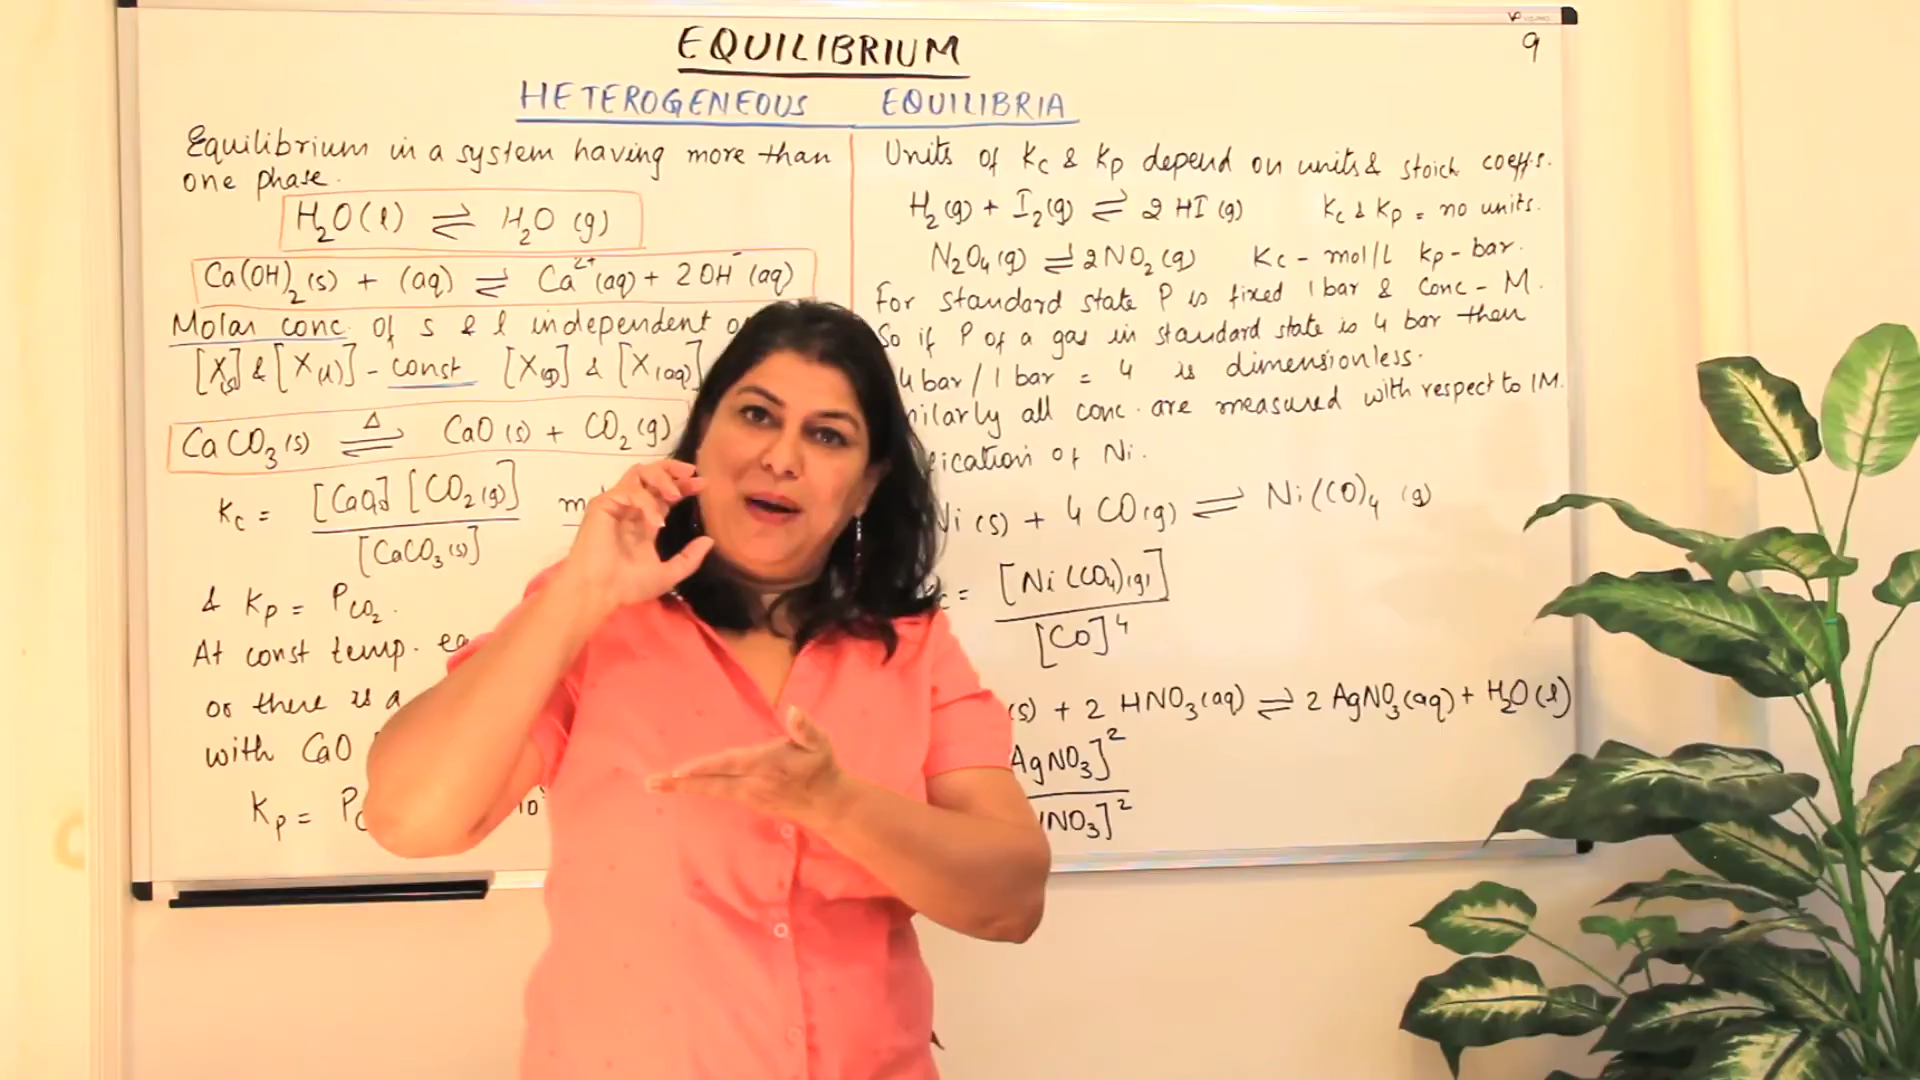 EQUILIBRIUM
9
HETEROGENEOUS EQUILIBRIA
Equilibrium in a system having more than
one phase.
H₂O(l) ⇌ H₂O (g)
Ca(OH)₂(s) + (aq) ⇌ Ca²⁺(aq) + 2OH⁻(aq)
Molar conc. of s & l independent
[X(s)] & [X(l)] - const [X(g)] & [X(aq)]
CaCO₃(s) ⇌ Δ CaO(s) + CO₂(g)
Kc = [CaO(s)] [CO₂(g)]
[CaCO₃(s)]
& Kp = P_CO₂.
At const temp.
or there is a
with CaO
Kp =
Units of Kc & Kp depend on units & stoich coeffs.
H₂(g) + I₂(g) ⇌ 2HI(g) Kc & Kp = no units.
N₂O₄(g) ⇌ 2NO₂(g) Kc - mol/L Kp - bar.
For standard state P is fixed 1 bar & conc - M.
So if P of a gas in standard state is 4 bar then
4 bar / 1 bar = 4 is dimensionless.
all conc. are measured with respect to 1M.
of Ni.
Ni(s) + 4CO(g) ⇌ Ni(CO)₄ (g)
= [Ni(CO₄)(g)]
[CO]⁴
(s) + 2 HNO₃(aq) ⇌ 2 AgNO₃(aq) + H₂O(l)
AgNO₃]²
NO₃]²